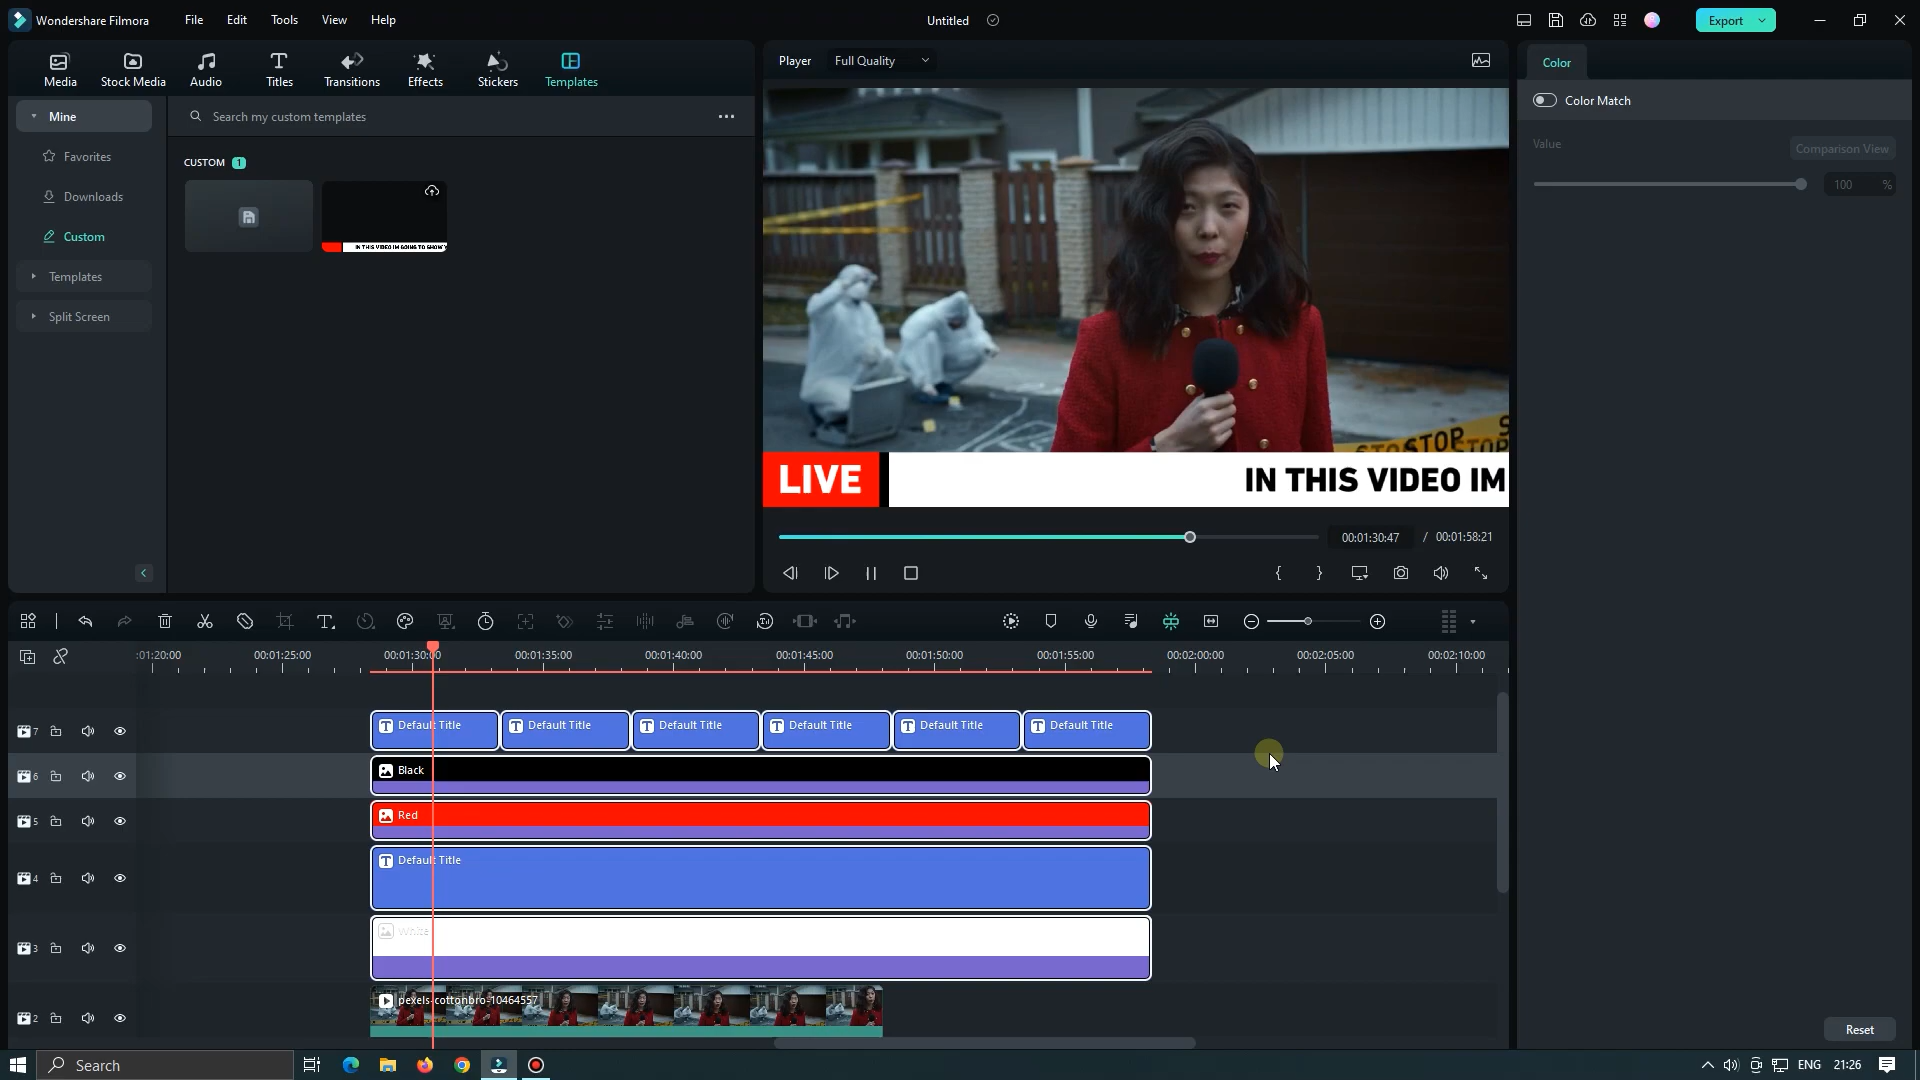 Wondershare Filmora
File Edit Tools View Help
Untitled
Export
Media Stock Media Audio Titles Transitions Effects Stickers Templates
Player Full Quality
Color
Mine
Search my custom templates
Color Match
Value
Comparison View
100 %
CUSTOM 1
Favorites
Downloads
Custom
IN THIS VIDEO IM GOING TO SHOW Y
Templates
Split Screen
STOP
STOP
LIVE
IN THIS VIDEO IM
00:01:30:47 / 00:01:58:21
:01:20:00 00:01:25:00 00:01:30:00 00:01:35:00 00:01:40:00 00:01:45:00 00:01:50:00 00:01:55:00 00:02:00:00 00:02:05:00 00:02:10:00
7 Default Title Default Title Default Title Default Title Default Title Default Title
6 Black
5 Red
4 Default Title
3 White
2 pexels-cottonbro-10464557
Reset
Search
ENG 21:26